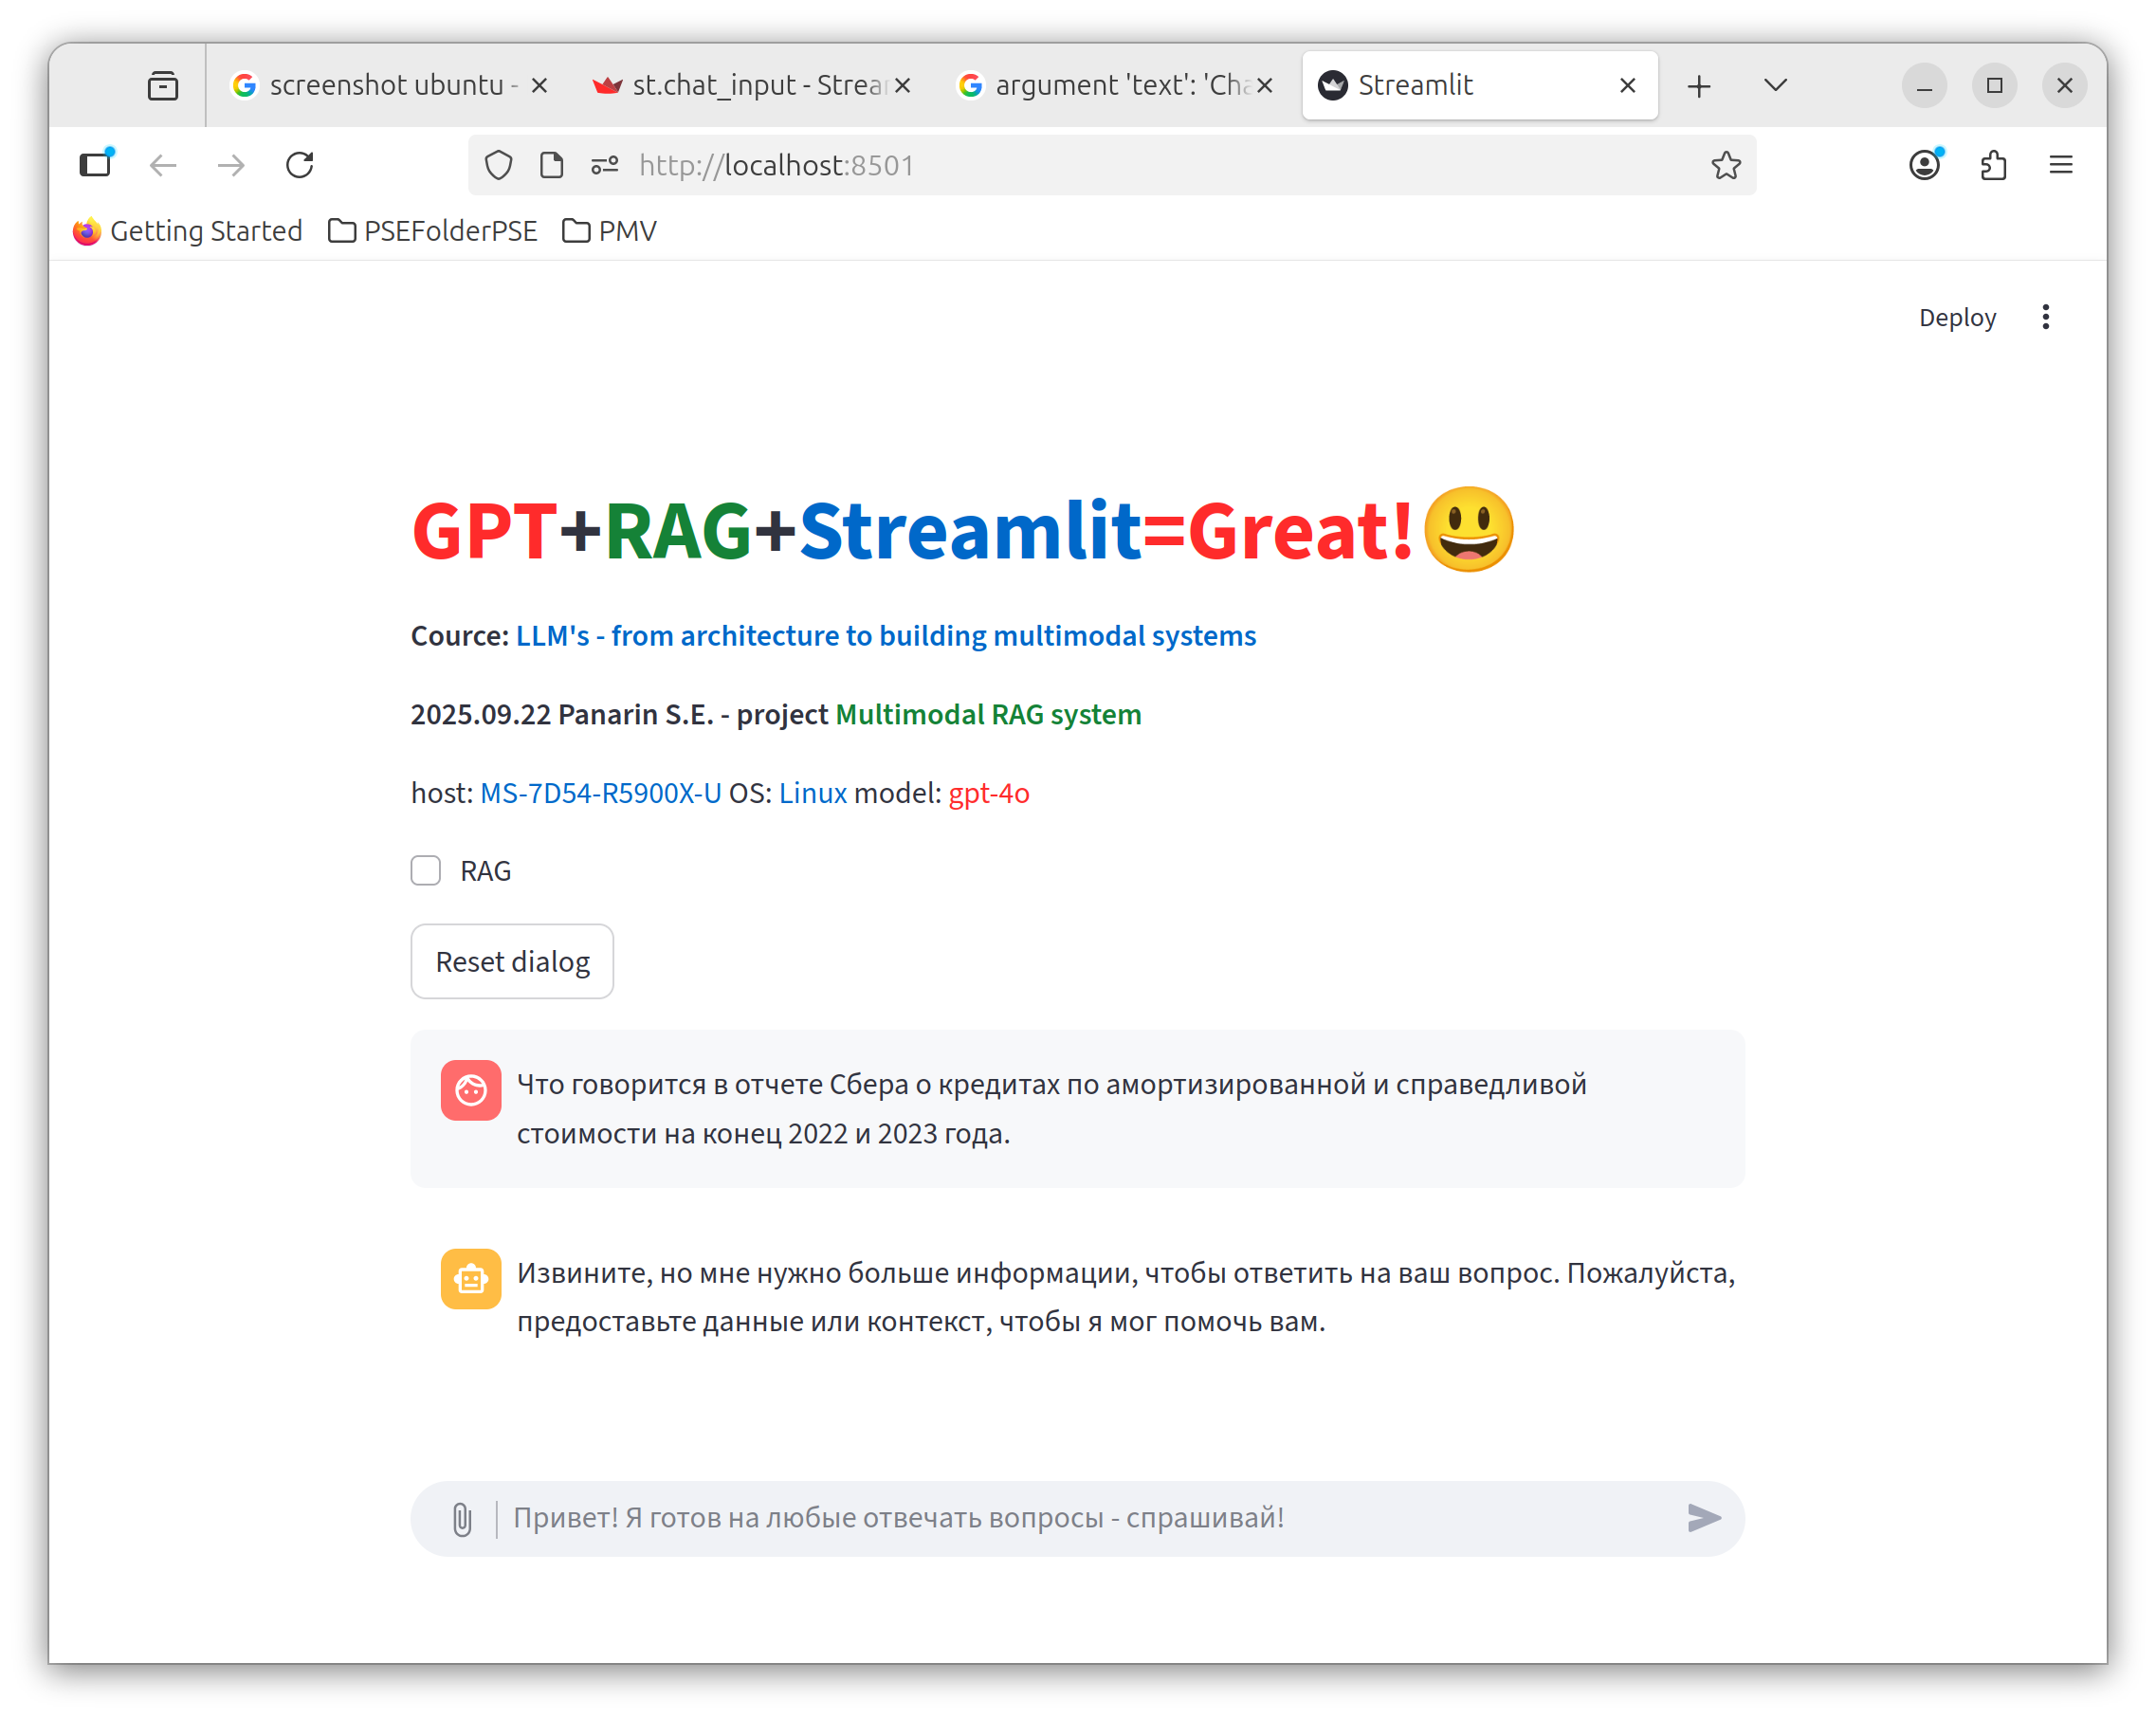 screenshot ubuntu -
st.chat_input - Strea
argument 'text': 'Cha
Streamlit
http://localhost:8501
Getting Started
PSEFolderPSE
PMV
Deploy
GPT+RAG+Streamlit=Great!😃
Cource: LLM's - from architecture to building multimodal systems
2025.09.22 Panarin S.E. - project Multimodal RAG system
host: MS-7D54-R5900X-U OS: Linux model: gpt-4o
RAG
Reset dialog
Что говорится в отчете Сбера о кредитах по амортизированной и справедливой
стоимости на конец 2022 и 2023 года.
Извините, но мне нужно больше информации, чтобы ответить на ваш вопрос. Пожалуйста,
предоставьте данные или контекст, чтобы я мог помочь вам.
Привет! Я готов на любые отвечать вопросы - спрашивай!